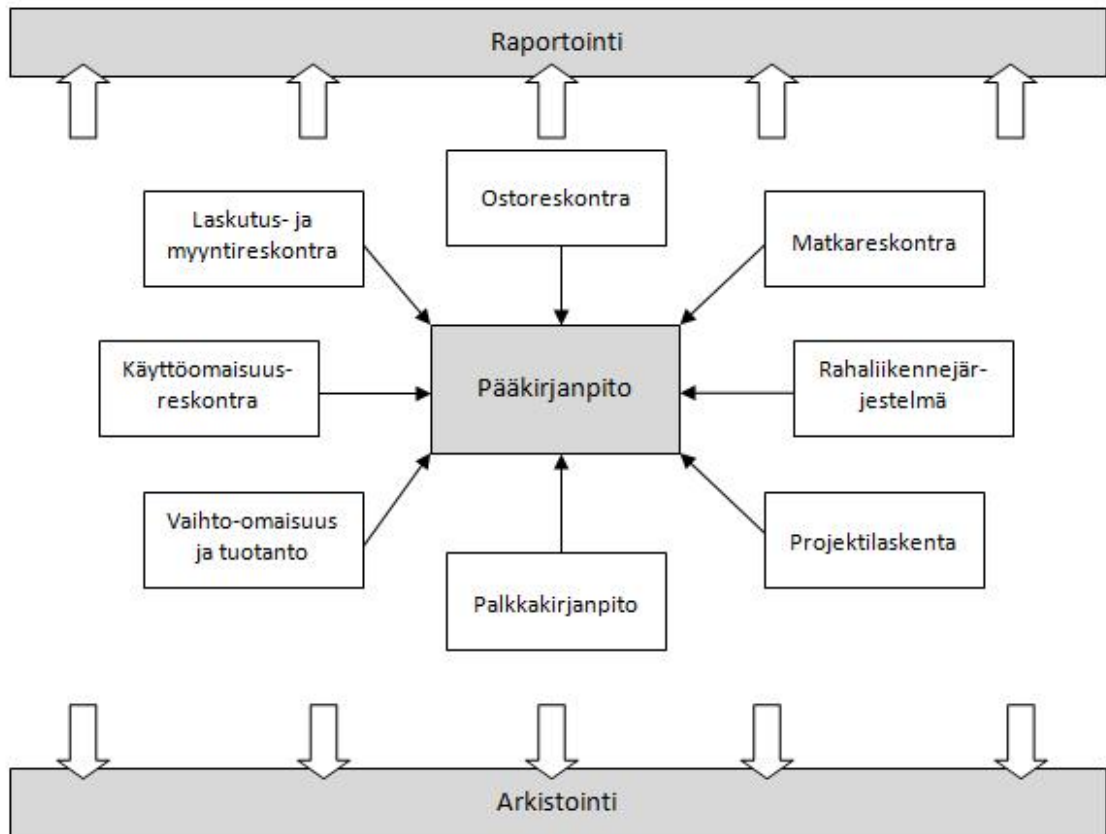 Raportointi
Ostoreskontra
Laskutus- ja
myyntireskontra
Matkareskontra
Käyttöomaisuus-
reskontra
Pääkirjanpito
Rahaliikennejär-
jestelmä
Vaihto-omaisuus
ja tuotanto
Projektilaskenta
Palkkakirjanpito
Arkistointi